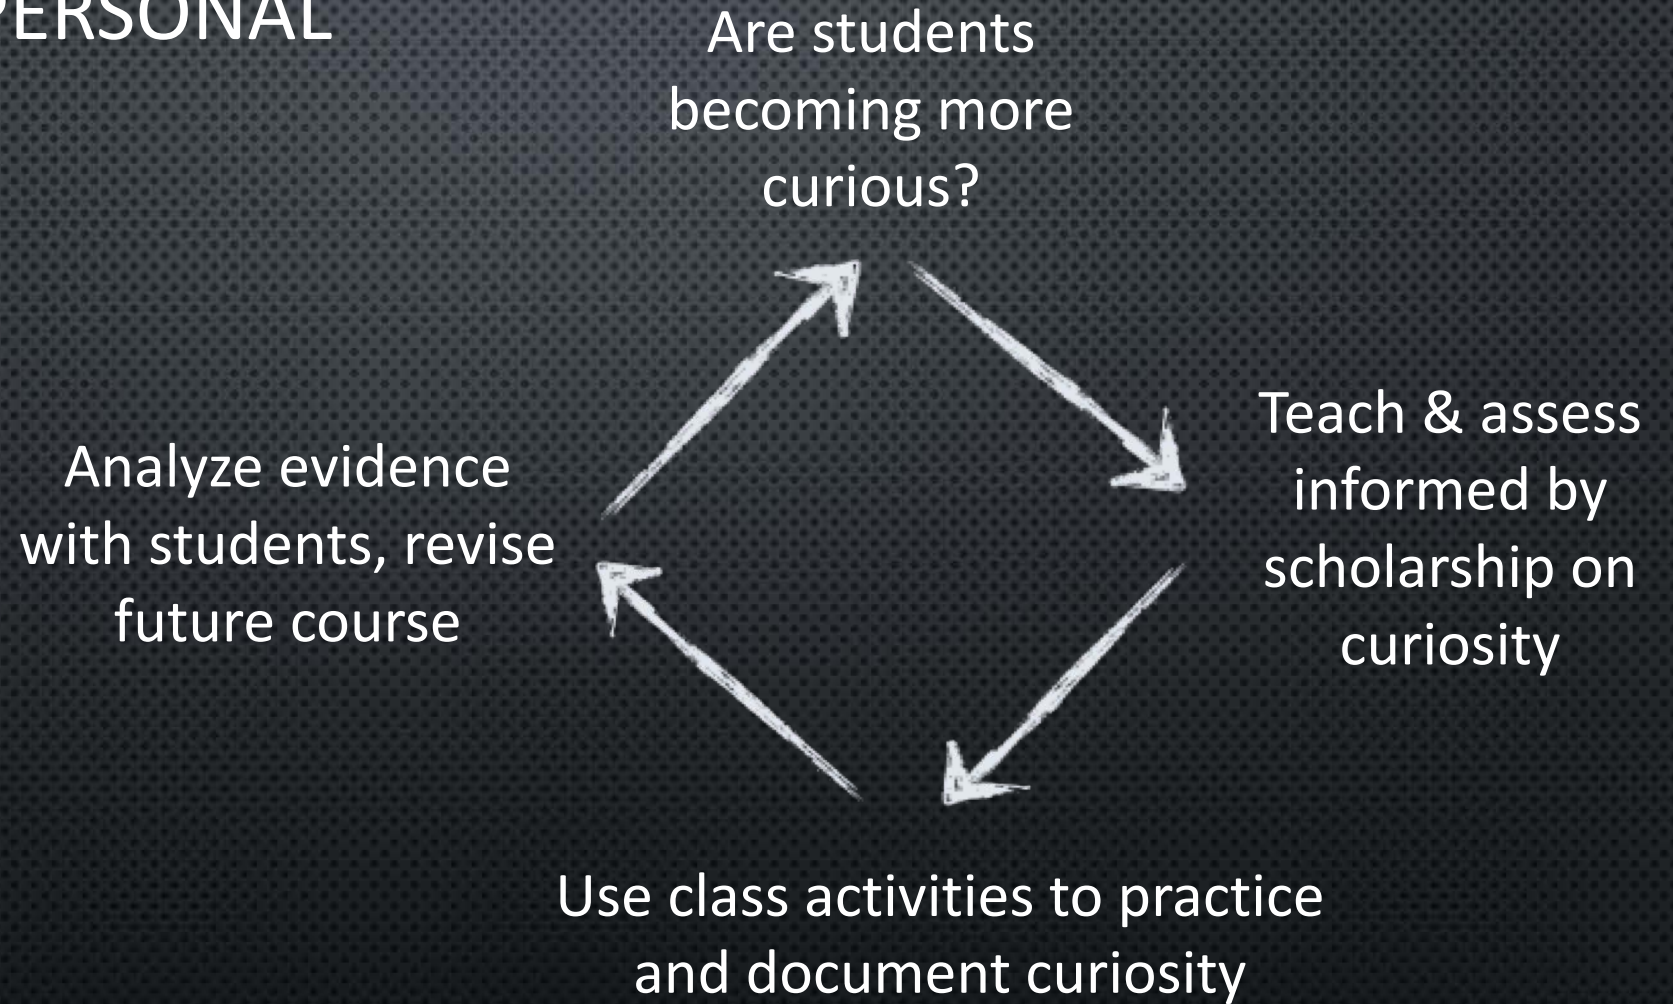 PERSONAL
Are students
becoming more
curious?
Teach & assess
informed by
scholarship on
curiosity
Use class activities to practice
and document curiosity
Analyze evidence
with students, revise
future course